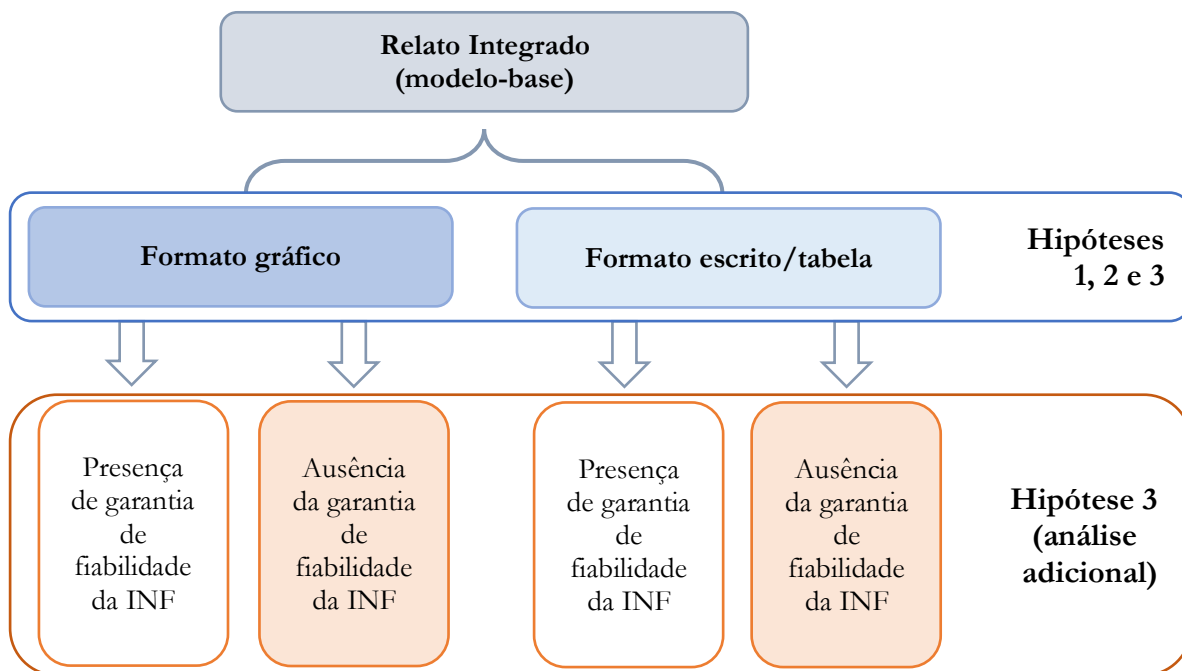 Relato Integrado
(modelo-base)
Formato gráfico
Formato escrito/tabela
Hipóteses
1, 2 e 3
Presença
de garantia
de
fiabilidade
da INF
Ausência
da garantia
de
fiabilidade
da INF
Presença
de garantia
de
fiabilidade
da INF
Ausência
da garantia
de
fiabilidade
da INF
Hipótese 3
(análise
adicional)